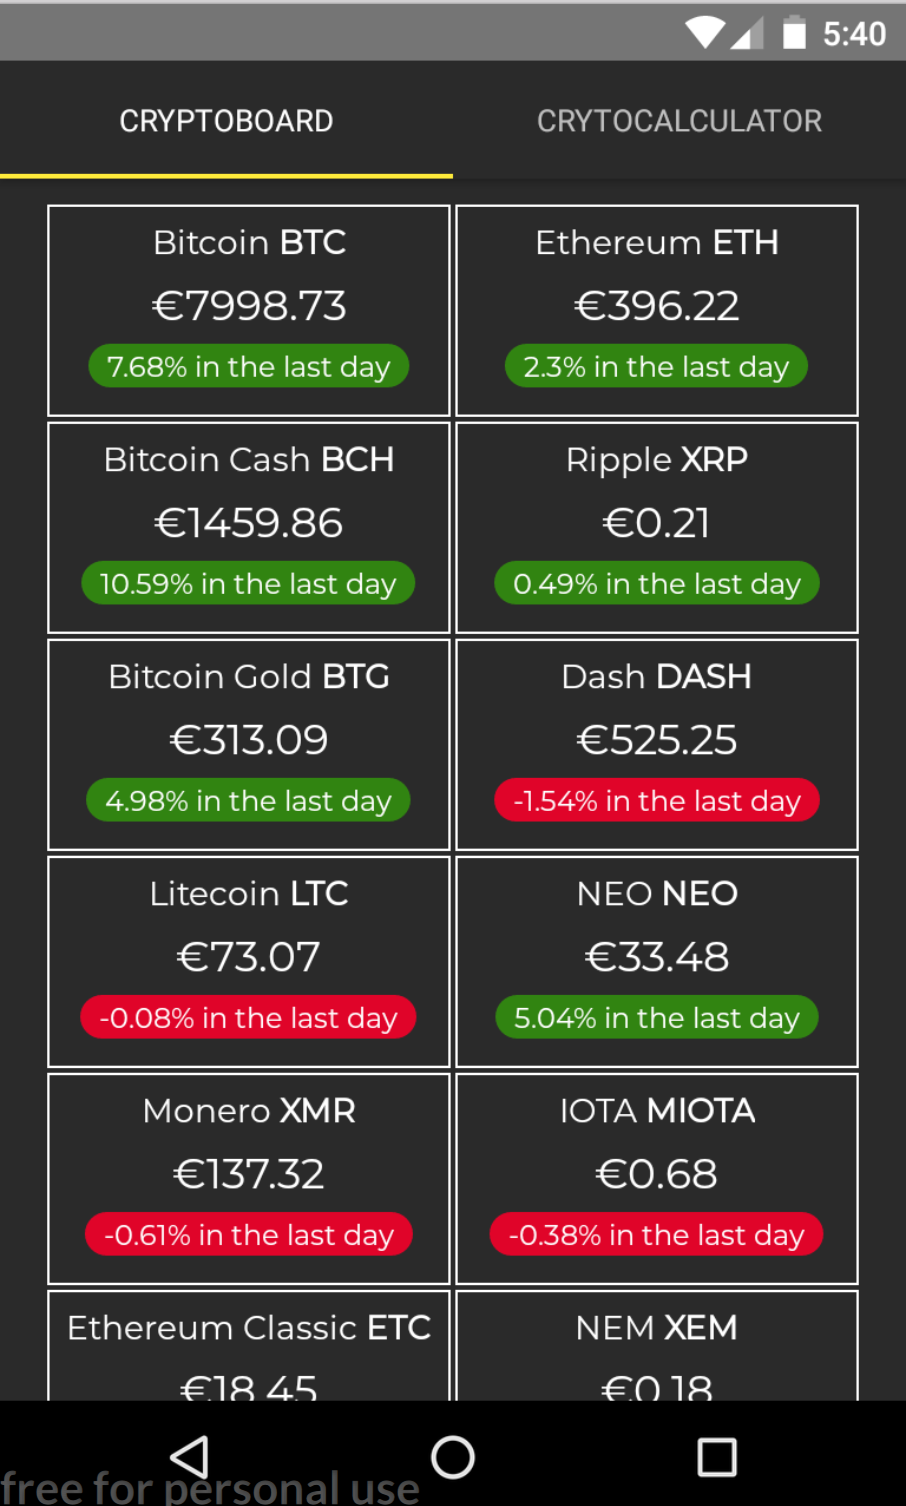 5:40
CRYPTOBOARD
CRYTOCALCULATOR
Bitcoin BTC
€7998.73
7.68% in the last day
Ethereum ETH
€396.22
2.3% in the last day
Bitcoin Cash BCH
€1459.86
10.59% in the last day
Ripple XRP
€0.21
0.49% in the last day
Bitcoin Gold BTG
€313.09
4.98% in the last day
Dash DASH
€525.25
-1.54% in the last day
Litecoin LTC
€73.07
-0.08% in the last day
NEO NEO
€33.48
5.04% in the last day
Monero XMR
€137.32
-0.61% in the last day
IOTA MIOTA
€0.68
-0.38% in the last day
Ethereum Classic ETC
€18.45
NEM XEM
€0.18
free for personal use